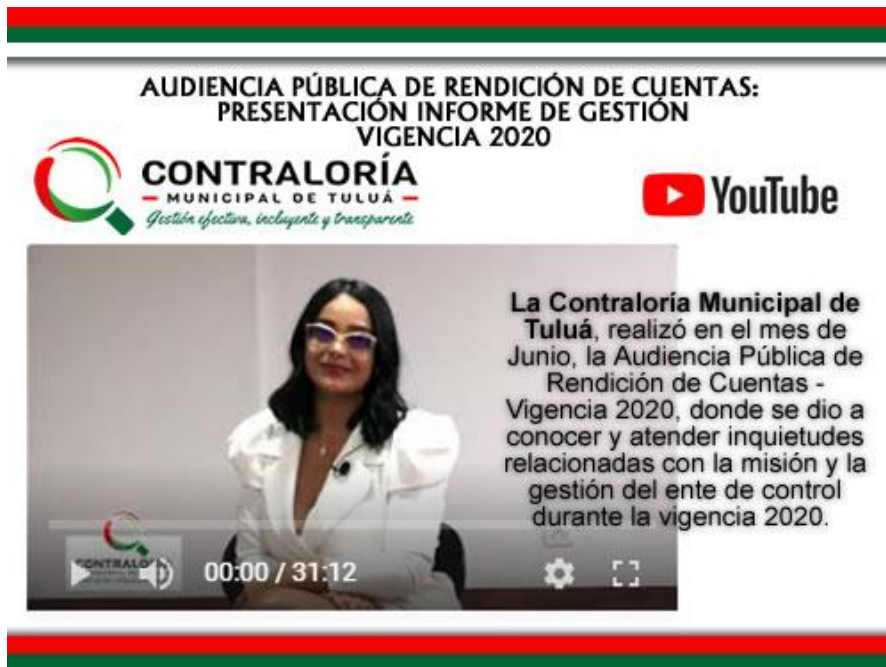 AUDIENCIA PÚBLICA DE RENDICIÓN DE CUENTAS:
PRESENTACIÓN INFORME DE GESTIÓN
VIGENCIA 2020
CONTRALORÍA
MUNICIPAL DE TULUÁ
Gestión efectiva, incluyente y transparente
YouTube
La Contraloría Municipal de
Tuluá, realizó en el mes de
Junio, la Audiencia Pública de
Rendición de Cuentas -
Vigencia 2020, donde se dio a
conocer y atender inquietudes
relacionadas con la misión y la
gestión del ente de control
durante la vigencia 2020.
00:00 / 31:12